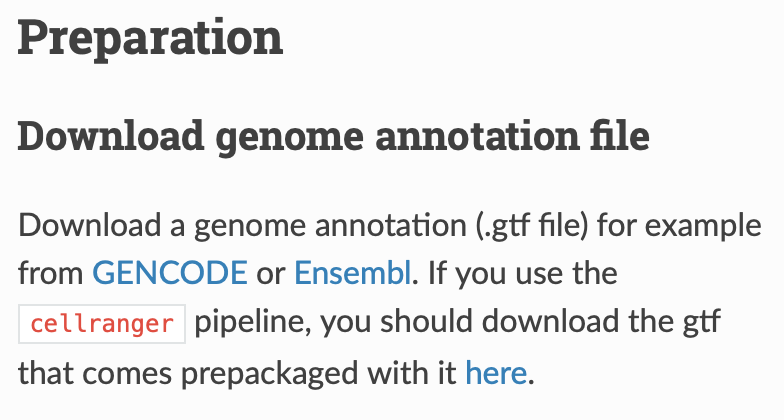 Preparation
Download genome annotation file
Download a genome annotation (.gtf file) for example
from GENCODE or Ensembl. If you use the
cellranger pipeline, you should download the gtf
that comes prepackaged with it here.